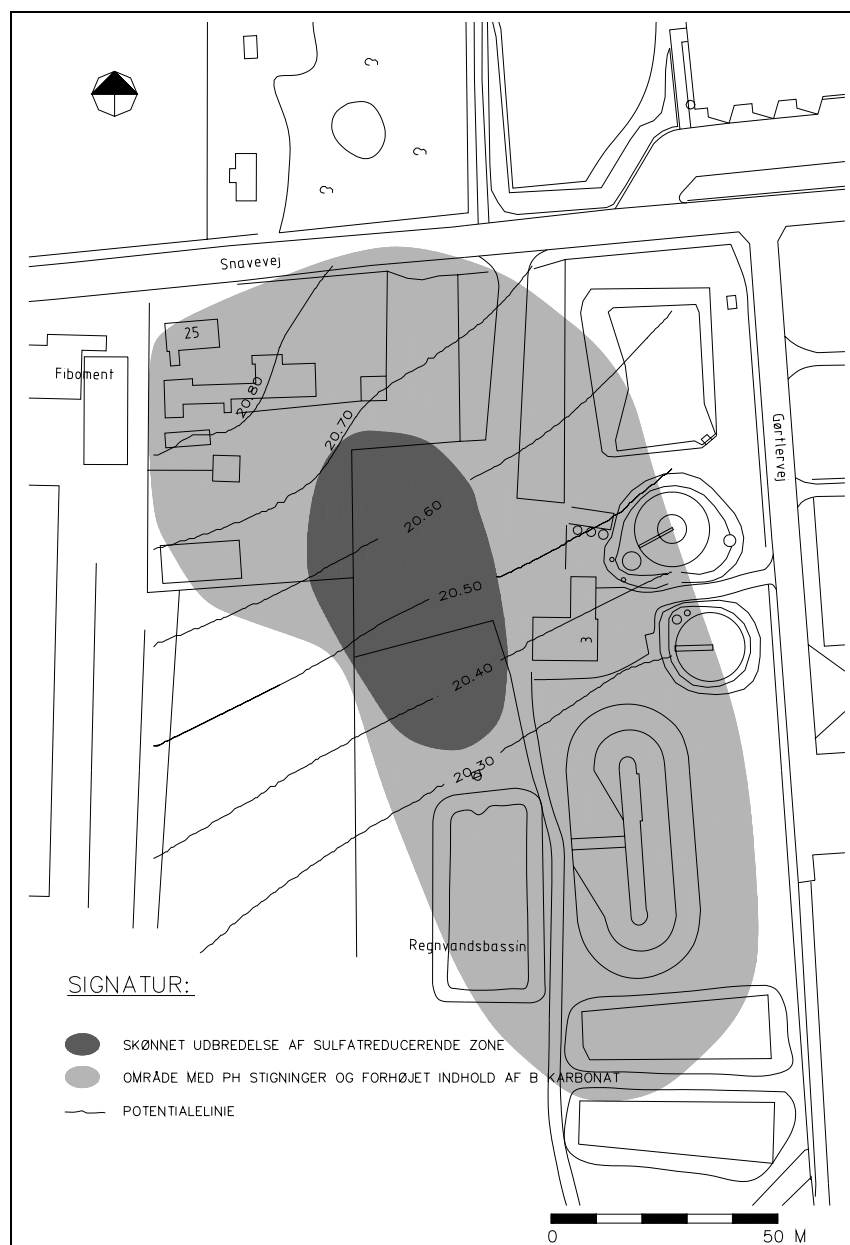 Snavevej
25
Fiboment
20.80
20.70
Gørtlervej
20.60
20.50
20.40
20.30
Regnvandsbassin
SIGNATUR:
SKØNNET UDBREDELSE AF SULFATREDUCERENDE ZONE
OMRÅDE MED PH STIGNINGER OG FORHØJET INDHOLD AF B KARBONAT
POTENTIALELINIE
0 50 M